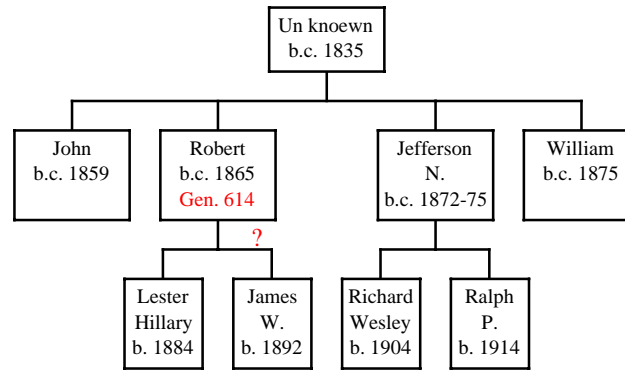 Un knoewn
b.c. 1835
John
b.c. 1859
Robert
b.c. 1865
Gen. 614
Jefferson
N.
b.c. 1872-75
William
b.c. 1875
?
Lester
Hillary
b. 1884
James
W.
b. 1892
Richard
Wesley
b. 1904
Ralph
P.
b. 1914